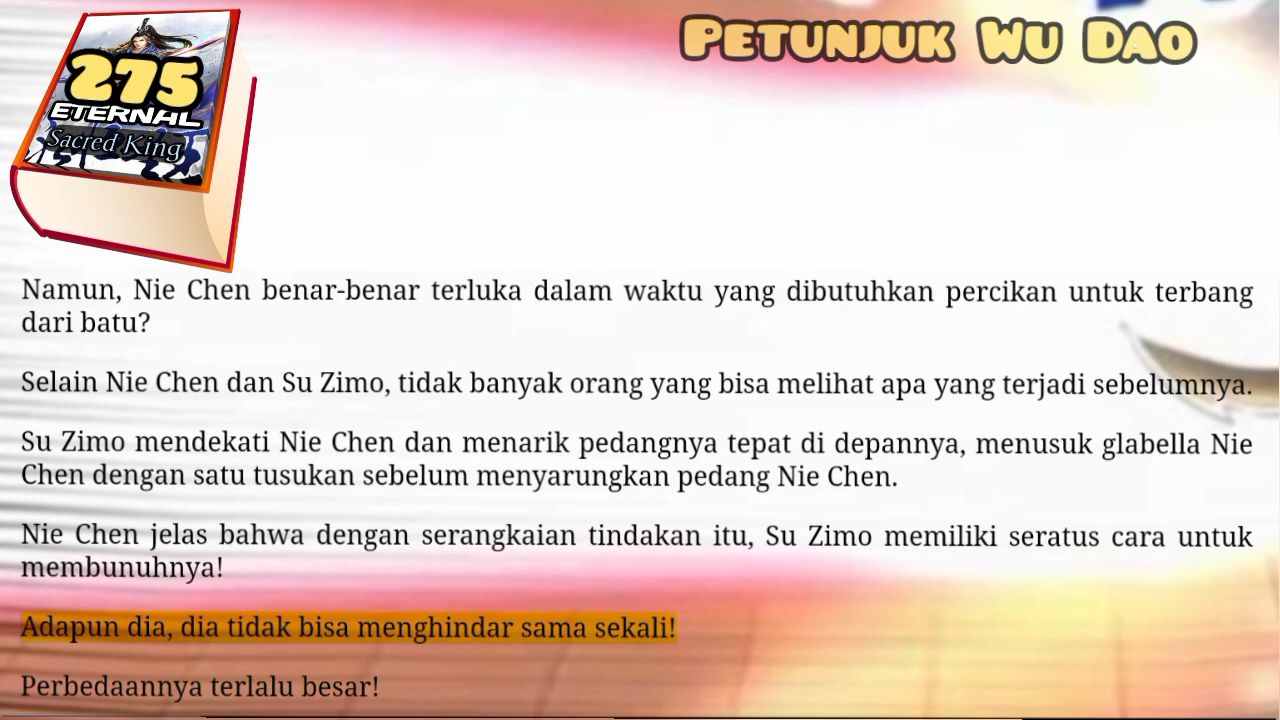 Petunjuk Wu Dao
275
ETERNAL
Sacred King
Namun, Nie Chen benar-benar terluka dalam waktu yang dibutuhkan percikan untuk terbang
dari batu?
Selain Nie Chen dan Su Zimo, tidak banyak orang yang bisa melihat apa yang terjadi sebelumnya.
Su Zimo mendekati Nie Chen dan menarik pedangnya tepat di depannya, menusuk glabella Nie
Chen dengan satu tusukan sebelum menyarungkan pedang Nie Chen.
Nie Chen jelas bahwa dengan serangkaian tindakan itu, Su Zimo memiliki seratus cara untuk
membunuhnya!
Adapun dia, dia tidak bisa menghindar sama sekali!
Perbedaannya terlalu besar!